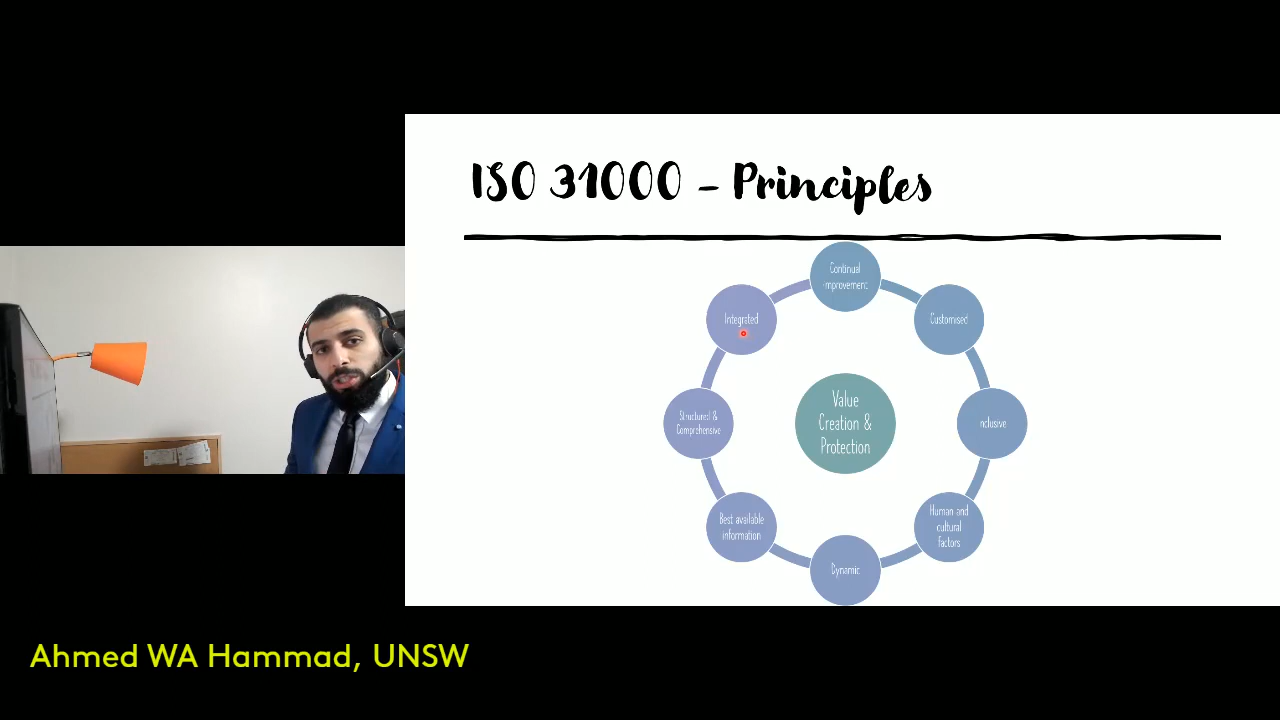 ISO 31000 – Principles
Continual
Improvement
Customised
Inclusive
Human and
cultural
factors
Dynamic
Best available
information
Structured &
Comprehensive
Integrated
Value
Creation &
Protection
Ahmed WA Hammad, UNSW